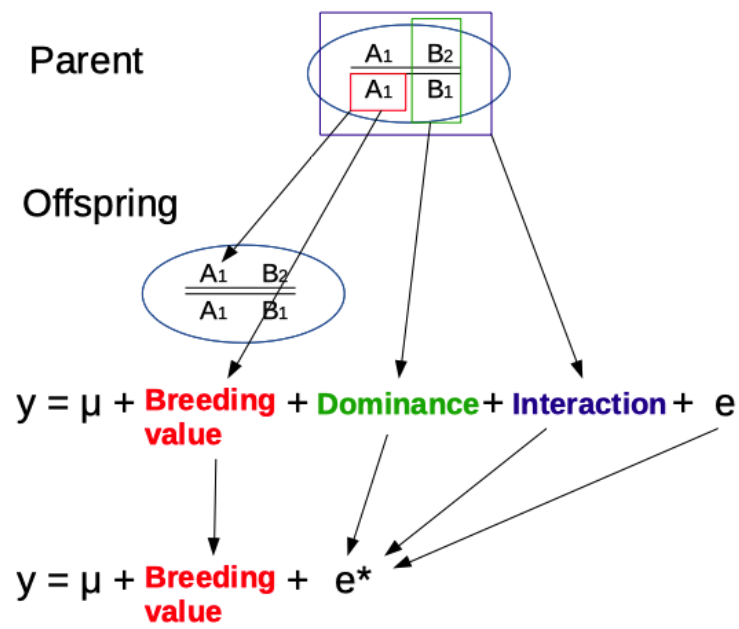 Parent
A1 B2
A1 B1
Offspring
A1 B2
A1 B1
y = μ + Breeding value + Dominance + Interaction + e
y = μ + Breeding value + e*